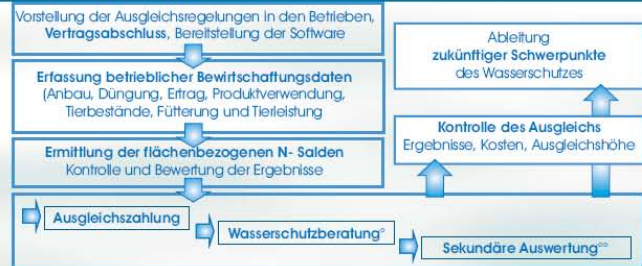 Vorstellung der Ausgleichsregelungen in den Betrieben,
Vertragsabschluss, Bereitstellung der Software
Erfassung betrieblicher Bewirtschaftungsdaten
(Anbau, Düngung, Ertrag, Produktverwendung,
Tierbestände, Fütterung und Tierleistung
Ermittlung der flächenbezogenen N- Salden
Kontrolle und Bewertung der Ergebnisse
Ableitung
zukünftiger Schwerpunkte
des Wasserschutzes
Kontrolle des Ausgleichs
Ergebnisse, Kosten, Ausgleichshöhe
Ausgleichszahlung
Wasserschutzberatung°
Sekundäre Auswertung°°